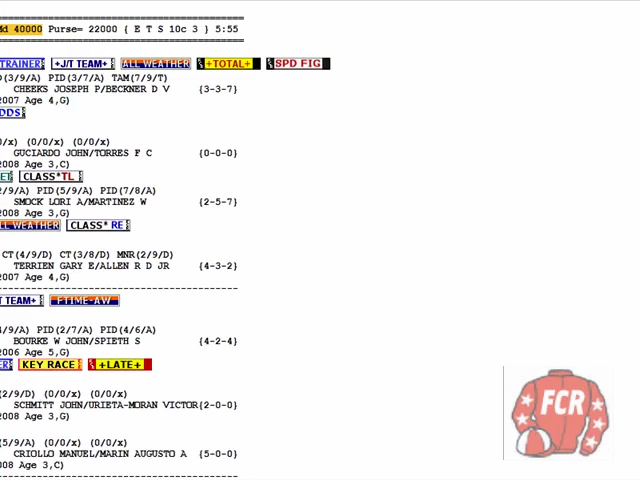 &d 40000 Purse= 22000 { E T S 10c 3 } 5:55
TRAINER +J/T TEAM+ ALL WEATHER +TOTAL+ SPD FIG
D(3/9/A) PID(3/7/A) TAM(7/9/T)
CHEEKS JOSEPH P/BECKNER D V {3-3-7}
2007 Age 4,G)
DDS
0/x) (0/0/x) (0/0/x)
GUCIARDO JOHN/TORRES F C {0-0-0}
2008 Age 3,C)
ET CLASS*TL
2/9/A) PID(5/9/A) PID(7/8/A)
SMOCK LORI A/MARTINEZ W {2-5-7}
2008 Age 3,G)
LL WEATHER CLASS* RE
CT(4/9/D) CT(3/8/D) MNR(2/9/D)
TERRIEN GARY E/ALLEN R D JR {4-3-2}
2007 Age 4,G)
T TEAM+ FTIME-AW
4/9/A) PID(2/7/A) PID(4/6/A)
BOURKE W JOHN/SPIETH S {4-2-4}
2006 Age 5,G)
ER KEY RACE +LATE+
(2/9/D) (0/0/x) (0/0/x)
SCHMITT JOHN/URIETA-MORAN VICTOR{2-0-0}
2008 Age 3,G)
(5/9/A) (0/0/x) (0/0/x)
CRIOLLO MANUEL/MARIN AUGUSTO A {5-0-0}
008 Age 3,C)
FCR